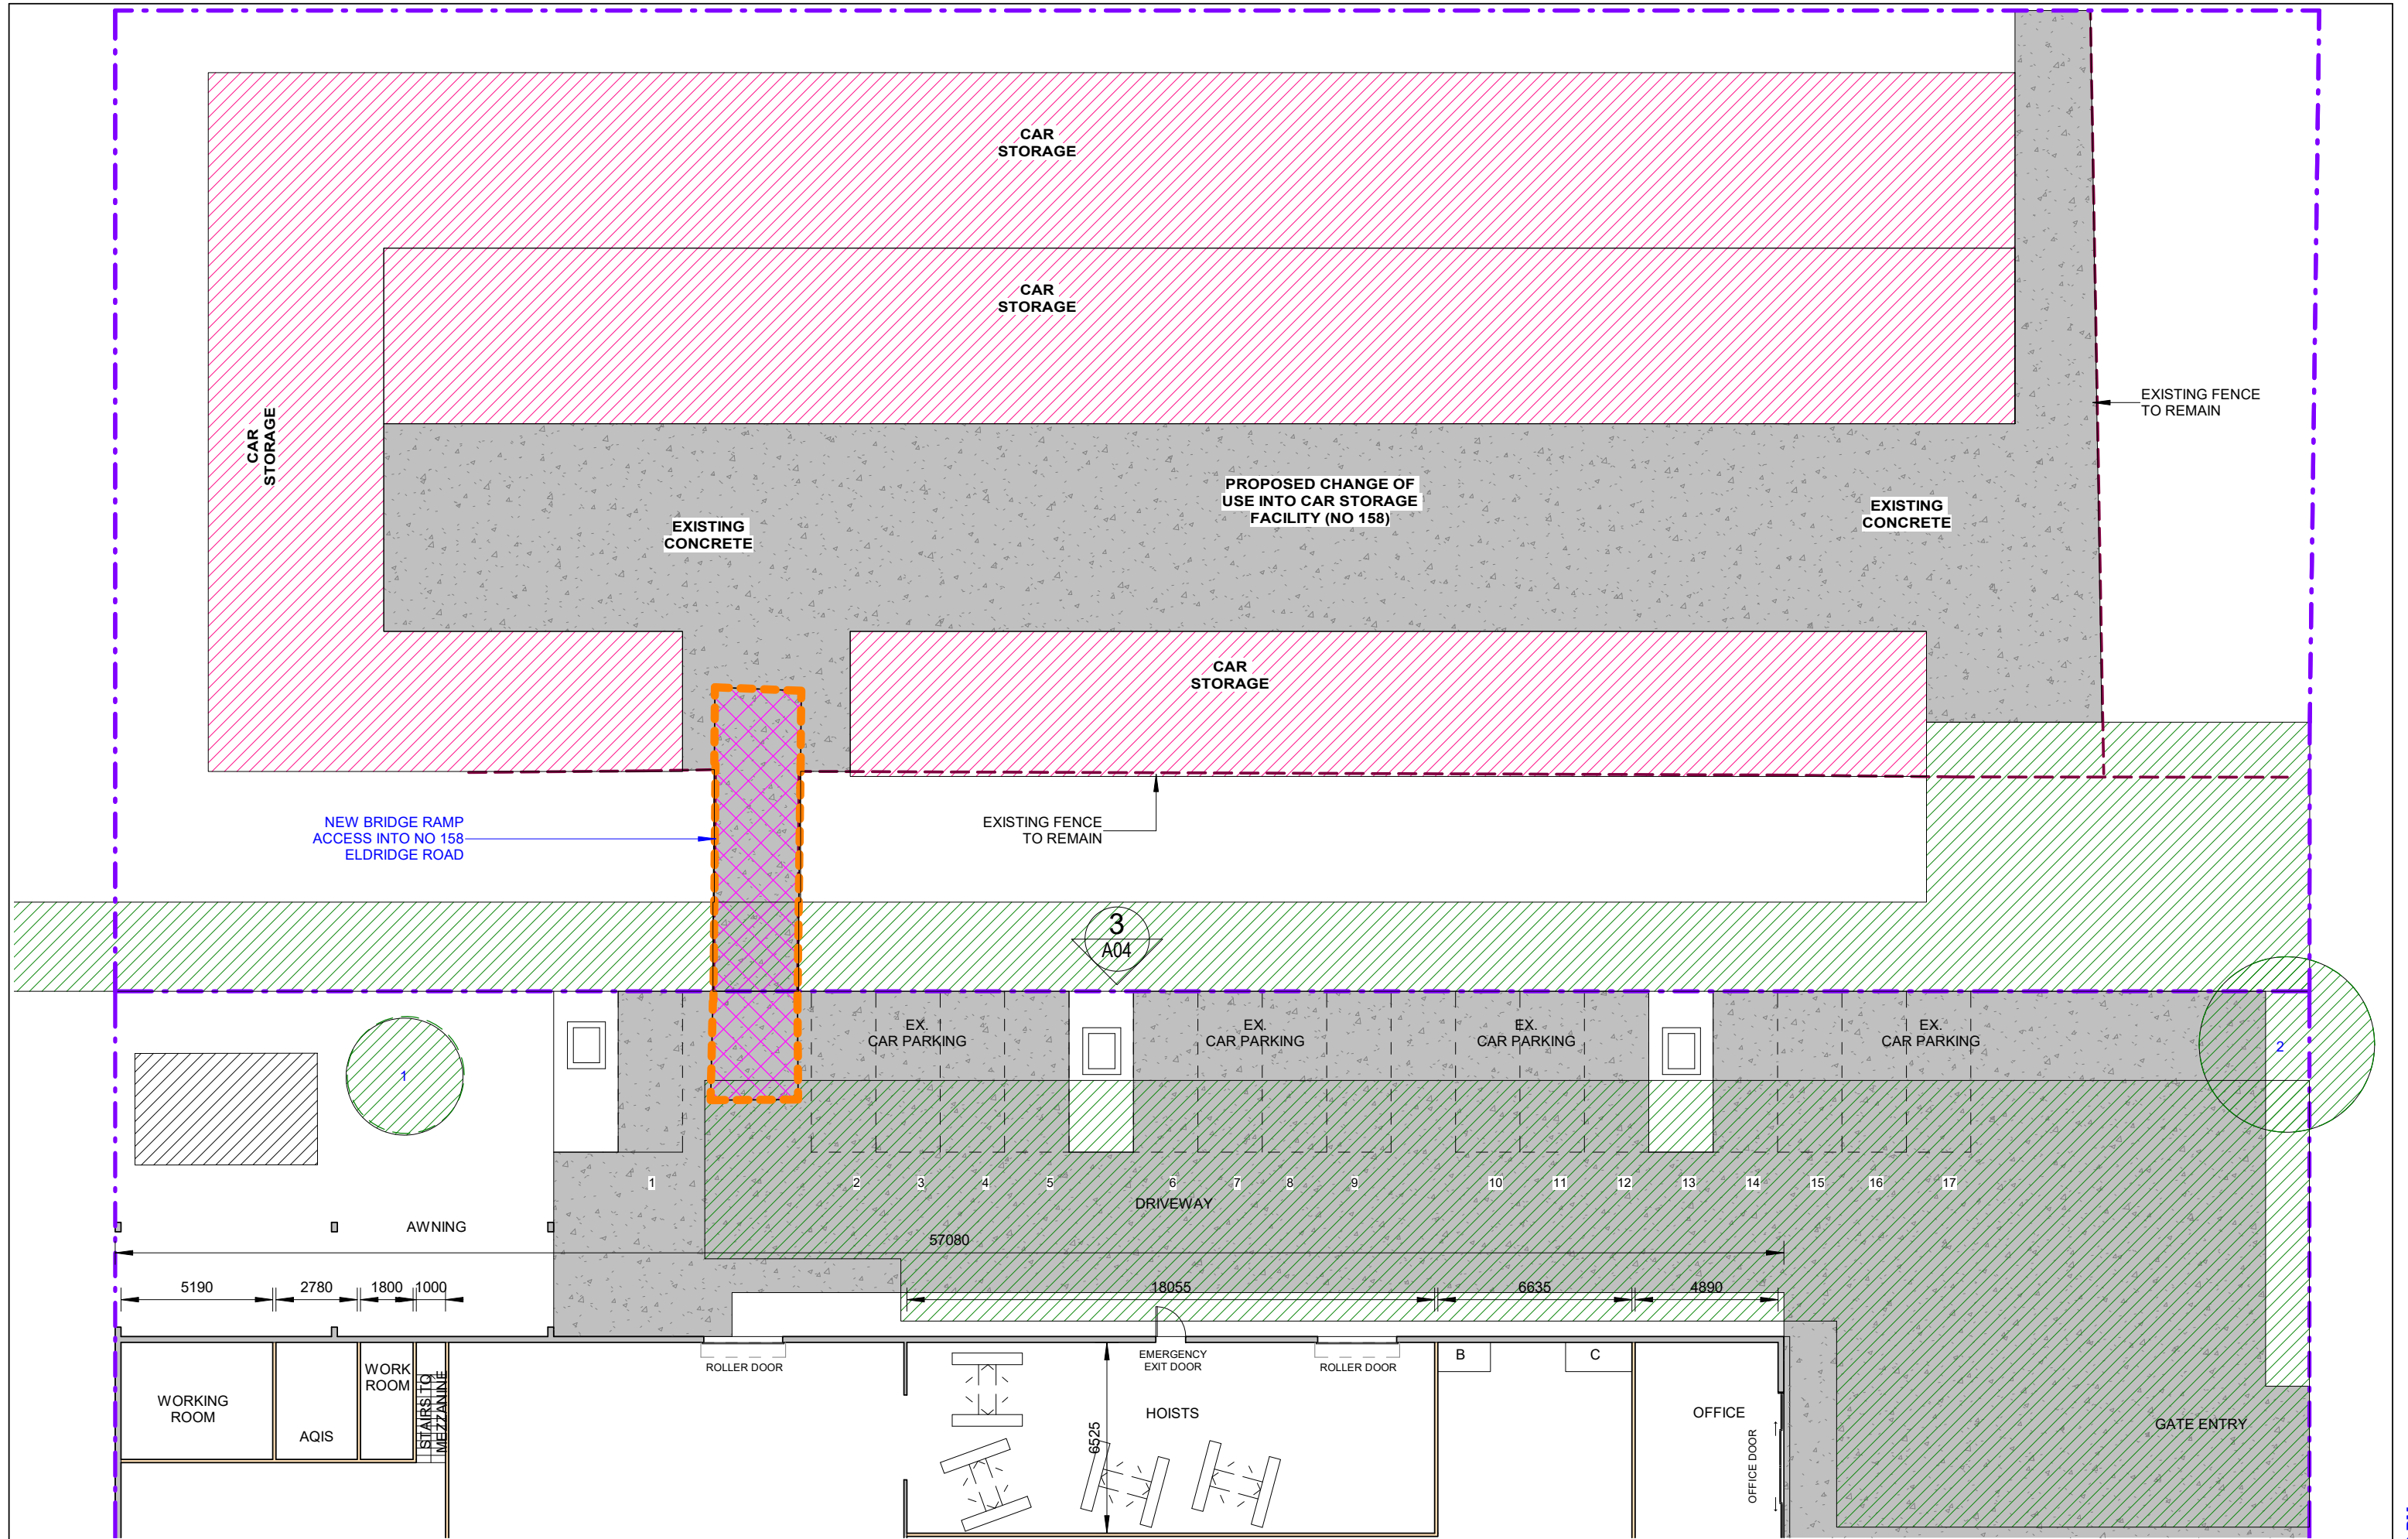 CAR
STORAGE
CAR
STORAGE
EXISTING FENCE
TO REMAIN
CAR
STORAGE
PROPOSED CHANGE OF
USE INTO CAR STORAGE
FACILITY (NO 158)
EXISTING
CONCRETE
EXISTING
CONCRETE
CAR
STORAGE
NEW BRIDGE RAMP
ACCESS INTO NO 158
ELDRIDGE ROAD
EXISTING FENCE
TO REMAIN
3
A04
EX.
CAR PARKING
EX.
CAR PARKING
EX.
CAR PARKING
EX.
CAR PARKING
1
2
1
2
3
4
5
6
7
8
9
10
11
12
13
14
15
16
17
DRIVEWAY
AWNING
57080
5190
2780
1800
1000
18055
6635
4890
ROLLER DOOR
EMERGENCY
EXIT DOOR
ROLLER DOOR
B
C
WORKING
ROOM
AQIS
WORK
ROOM
STAIRS TO
MEZZANINE
6525
HOISTS
OFFICE
OFFICE DOOR
GATE ENTRY